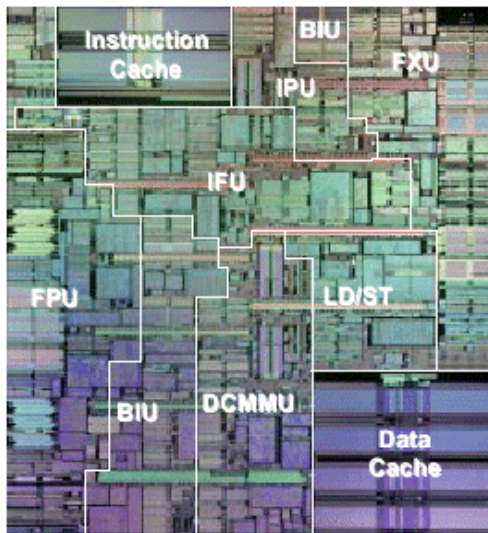 Instruction
Cache
BIU
FXU
IPU
IFU
FPU
LD/ST
BIU
DCMMU
Data
Cache